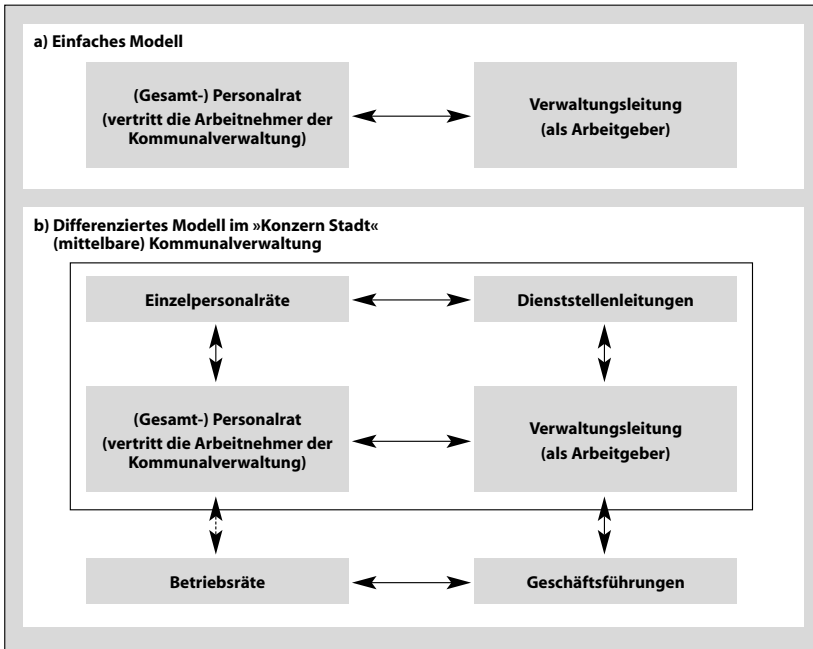 a) Einfaches Modell
(Gesamt-) Personalrat
(vertritt die Arbeitnehmer der
Kommunalverwaltung)
Verwaltungsleitung
(als Arbeitgeber)
b) Differenziertes Modell im »Konzern Stadt«
(mittelbare) Kommunalverwaltung
Einzelpersonalräte
Dienststellenleitungen
(Gesamt-) Personalrat
(vertritt die Arbeitnehmer der
Kommunalverwaltung)
Verwaltungsleitung
(als Arbeitgeber)
Betriebsräte
Geschäftsführungen